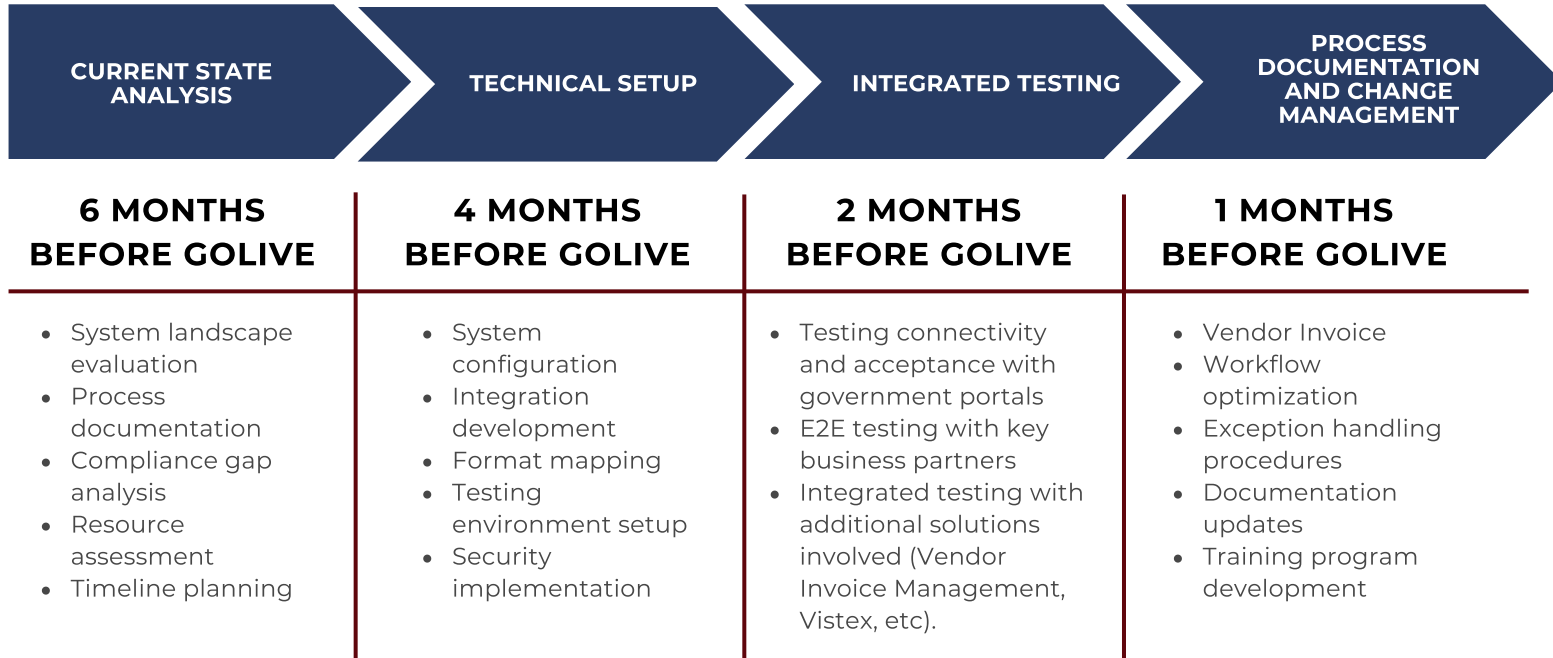 CURRENT STATE
ANALYSIS
TECHNICAL SETUP
INTEGRATED TESTING
PROCESS
DOCUMENTATION
AND CHANGE
MANAGEMENT
6 MONTHS
BEFORE GOLIVE
4 MONTHS
BEFORE GOLIVE
2 MONTHS
BEFORE GOLIVE
1 MONTHS
BEFORE GOLIVE
• System landscape
evaluation
• Process
documentation
• Compliance gap
analysis
• Resource
assessment
• Timeline planning
• System
configuration
• Integration
development
• Format mapping
• Testing
environment setup
• Security
implementation
• Testing connectivity
and acceptance with
government portals
• E2E testing with key
business partners
• Integrated testing with
additional solutions
involved (Vendor
Invoice Management,
Vistex, etc).
• Vendor Invoice
• Workflow
optimization
• Exception handling
procedures
• Documentation
updates
• Training program
development